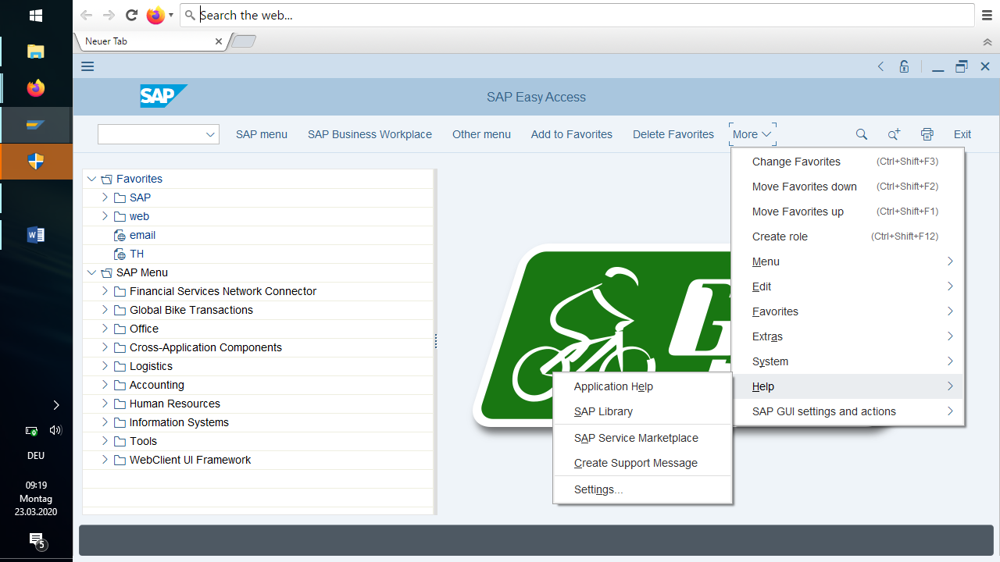 Search the web...
Neuer Tab
SAP
SAP Easy Access
SAP menu
SAP Business Workplace
Other menu
Add to Favorites
Delete Favorites
More
Exit
Favorites
SAP
web
email
TH
SAP Menu
Financial Services Network Connector
Global Bike Transactions
Office
Cross-Application Components
Logistics
Accounting
Human Resources
Information Systems
Tools
WebClient UI Framework
Change Favorites (Ctrl+Shift+F3)
Move Favorites down (Ctrl+Shift+F2)
Move Favorites up (Ctrl+Shift+F1)
Create role (Ctrl+Shift+F12)
Menu
Edit
Favorites
Extras
System
Help
SAP GUI settings and actions
Application Help
SAP Library
SAP Service Marketplace
Create Support Message
Settings...
DEU
09:19
Montag
23.03.2020
5